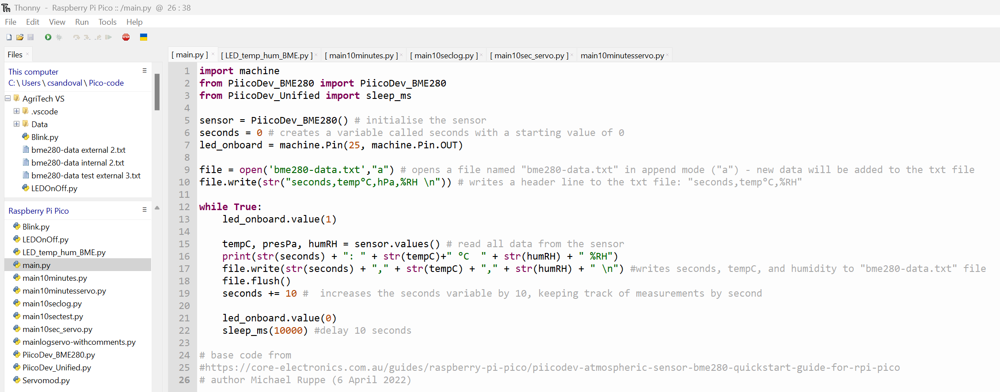 Thonny - Raspberry Pi Pico :: /main.py @ 26 : 38
File Edit View Run Tools Help
STOP
Files
[ main.py ] [ LED_temp_hum_BME.py ] [ main10minutes.py ] [ main10seclog.py ] [ main10sec_servo.py ] main10minutesservo.py
This computer
C: \ Users \ csandoval \ Pico-code
AgriTech VS
.vscode
Data
Blink.py
bme280-data external 2.txt
bme280-data internal 2.txt
bme280-data test external 3.txt
LEDOnOff.py
Raspberry Pi Pico
Blink.py
LEDOnOff.py
LED_temp_hum_BME.py
main.py
main10minutes.py
main10minutesservo.py
main10seclog.py
main10sectest.py
main10sec_servo.py
mainlogservo-withcomments.py
PiicoDev_BME280.py
PiicoDev_Unified.py
Servomod.py
1 import machine
2 from PiicoDev_BME280 import PiicoDev_BME280
3 from PiicoDev_Unified import sleep_ms
4
5 sensor = PiicoDev_BME280() # initialise the sensor
6 seconds = 0 # creates a variable called seconds with a starting value of 0
7 led_onboard = machine.Pin(25, machine.Pin.OUT)
8
9 file = open('bme280-data.txt',"a") # opens a file named "bme280-data.txt" in append mode ("a") - new data will be added to the txt file
10 file.write(str("seconds,temp°C,hPa,%RH \n")) # writes a header line to the txt file: "seconds,temp°C,%RH"
11
12 while True:
13     led_onboard.value(1)
14
15     tempC, presPa, humRH = sensor.values() # read all data from the sensor
16     print(str(seconds) + ": " + str(tempC)+" °C  " + str(humRH) + " %RH")
17     file.write(str(seconds) + "," + str(tempC) + "," + str(humRH) + " \n") #writes seconds, tempC, and humidity to "bme280-data.txt" file
18     file.flush()
19     seconds += 10 #  increases the seconds variable by 10, keeping track of measurements by second
20
21     led_onboard.value(0)
22     sleep_ms(10000) #delay 10 seconds
23
24 # base code from
25 #https://core-electronics.com.au/guides/raspberry-pi-pico/piicodev-atmospheric-sensor-bme280-quickstart-guide-for-rpi-pico
26 # author Michael Ruppe (6 April 2022)